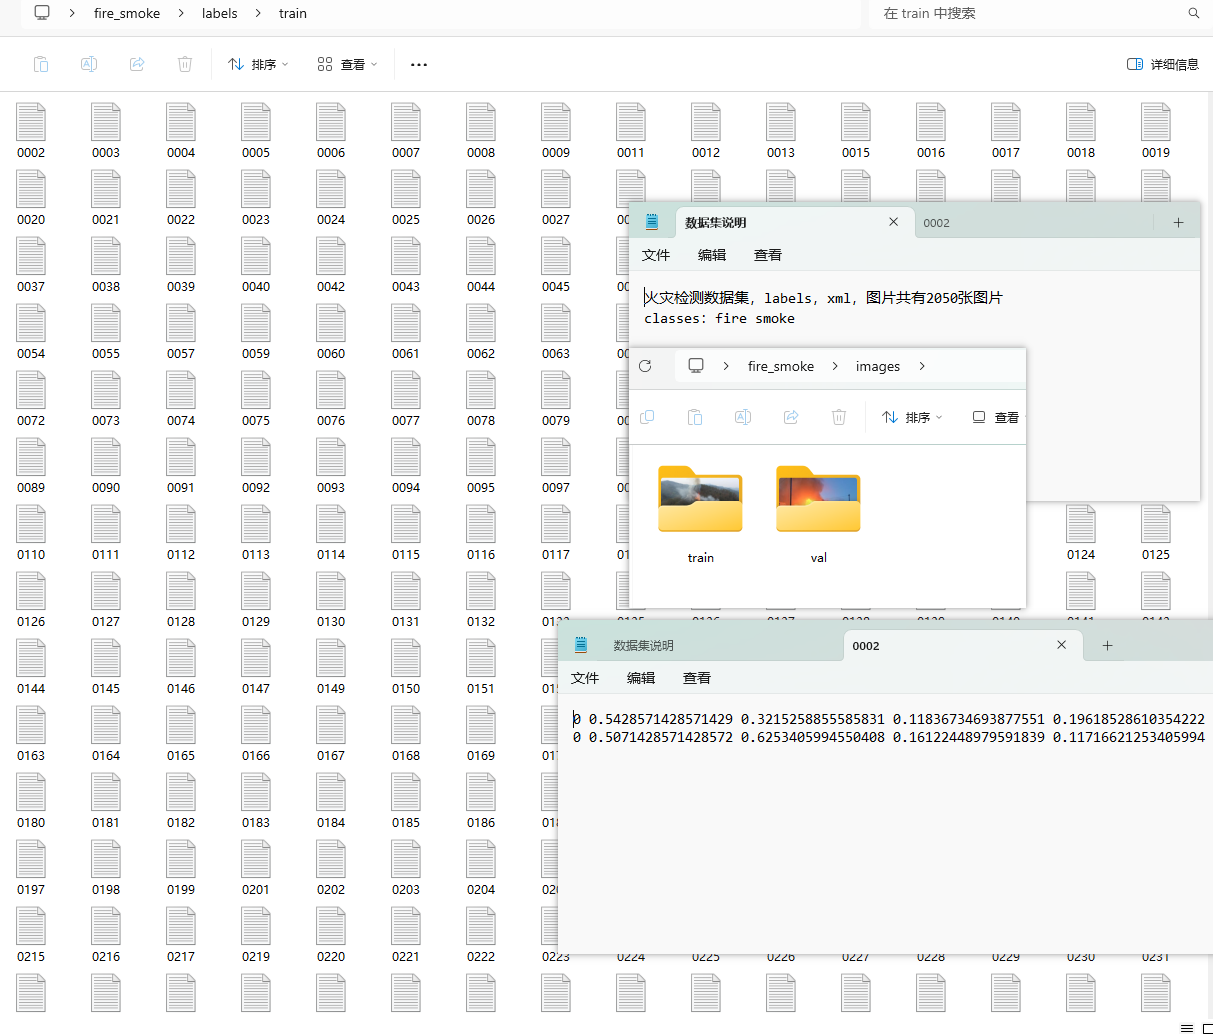 fire_smoke > labels > train
在 train 中搜索
排序 查看 ... 详细信息
0002 0003 0004 0005 0006 0007 0008 0009 0011 0012 0013 0015 0016 0017 0018 0019
0020 0021 0022 0023 0024 0025 0026 0027
0037 0038 0039 0040 0042 0043 0044 0045
0054 0055 0057 0059 0060 0061 0062 0063
0072 0073 0074 0075 0076 0077 0078 0079
0089 0090 0091 0092 0093 0094 0095 0097
0110 0111 0112 0113 0114 0115 0116 0117 0124 0125
0126 0127 0128 0129 0130 0131 0132
0144 0145 0146 0147 0149 0150 0151
0163 0164 0165 0166 0167 0168 0169
0180 0181 0182 0183 0184 0185 0186
0197 0198 0199 0201 0202 0203 0204
0215 0216 0217 0219 0220 0221 0222 0223 0224 0225 0226 0227 0228 0229 0230 0231
数据集说明 0002
文件 编辑 查看
火灾检测数据集，labels，xml，图片共有2050张图片
classes：fire smoke
fire_smoke > images >
排序 查看
train val
数据集说明 0002
文件 编辑 查看
0 0.5428571428571429 0.3215258855585831 0.11836734693877551 0.19618528610354222
0 0.5071428571428572 0.6253405994550408 0.16122448979591839 0.11716621253405994